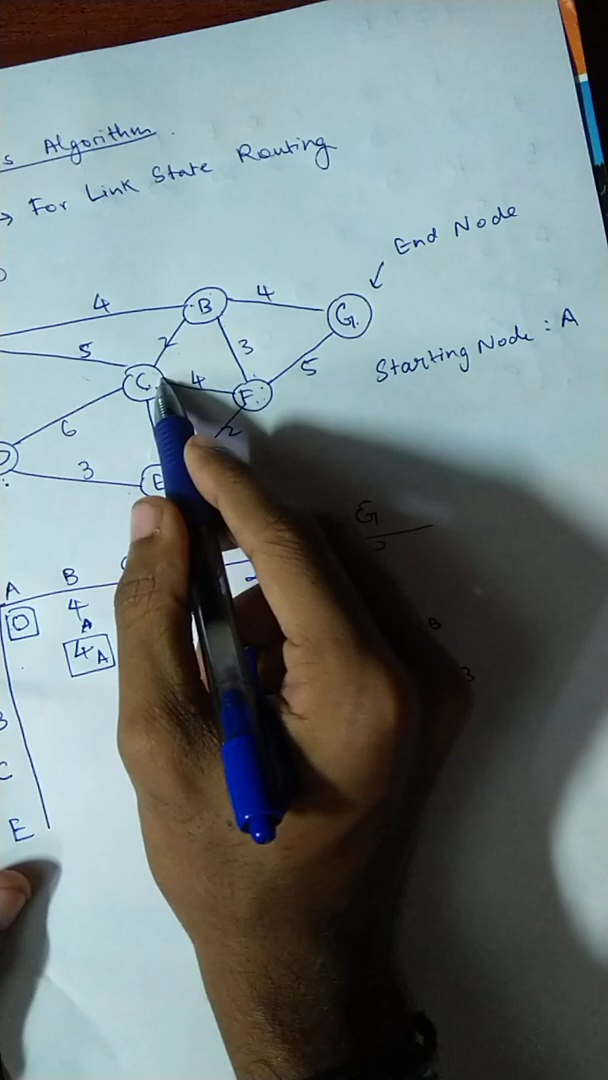 s Algorithm.
→ For Link State Routing
End Node
4 B 4 G
Starting Node : A
5 2 3 5
C 4 F
6 2
3 E
A B G
0 4
A
4A B
B 3
C
E